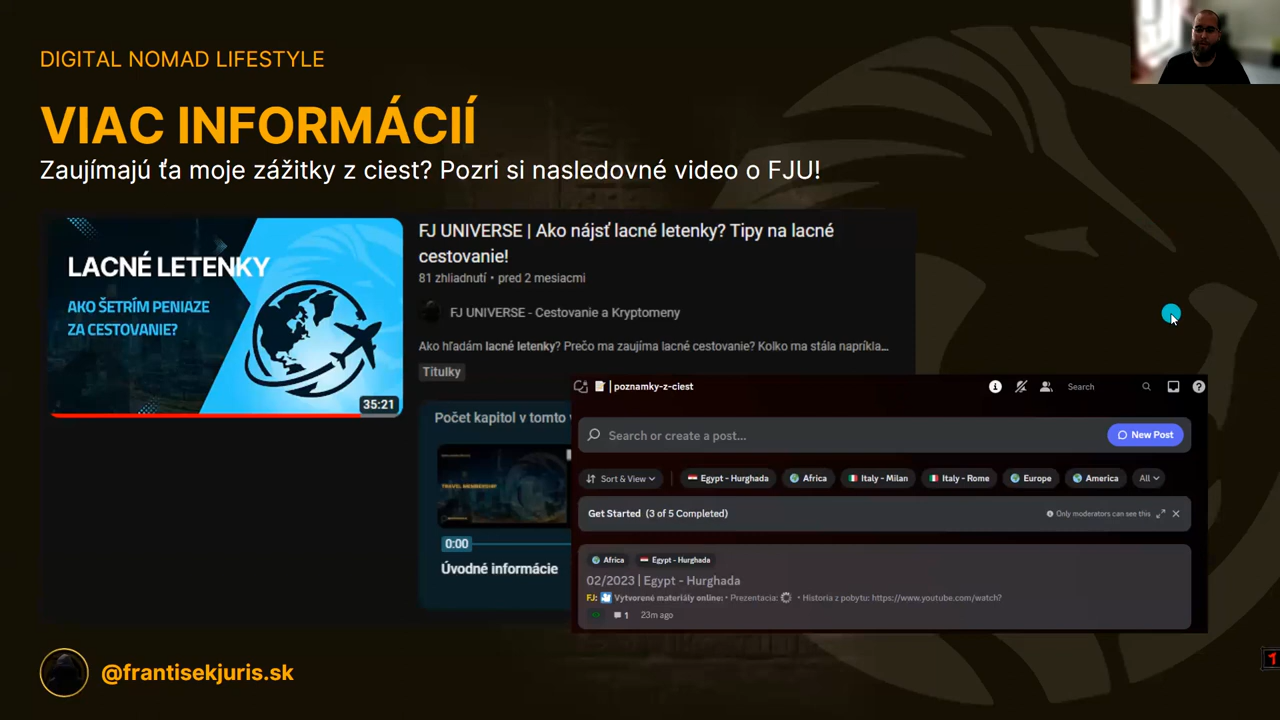 DIGITAL NOMAD LIFESTYLE
VIAC INFORMÁCIÍ
Zaujímajú ťa moje zážitky z ciest? Pozri si nasledovné video o FJU!
LACNÉ LETENKY
AKO ŠETRÍM PENIAZE
ZA CESTOVANIE?
35:21
FJ UNIVERSE | Ako nájsť lacné letenky? Tipy na lacné
cestovanie!
81 zhliadnutí • pred 2 mesiacmi
FJ UNIVERSE - Cestovanie a Kryptomeny
Ako hľadám lacné letenky? Prečo ma zaujíma lacné cestovanie? Kolko ma stála napríkla...
Titulky
Počet kapitol v tomto v
TRAVEL MEMBERSHIP
0:00
Úvodné informácie
| poznamky-z-ciest
Search
Search or create a post...
New Post
Sort & View
Egypt - Hurghada
Africa
Italy - Milan
Italy - Rome
Europe
America
All
Get Started (3 of 5 Completed)
Only moderators can see this
Africa
Egypt - Hurghada
02/2023 | Egypt - Hurghada
FJ: Vytvorené materiály online: • Prezentacia: • Historia z pobytu: https://www.youtube.com/watch?
1
23m ago
@frantisekjuris.sk
1